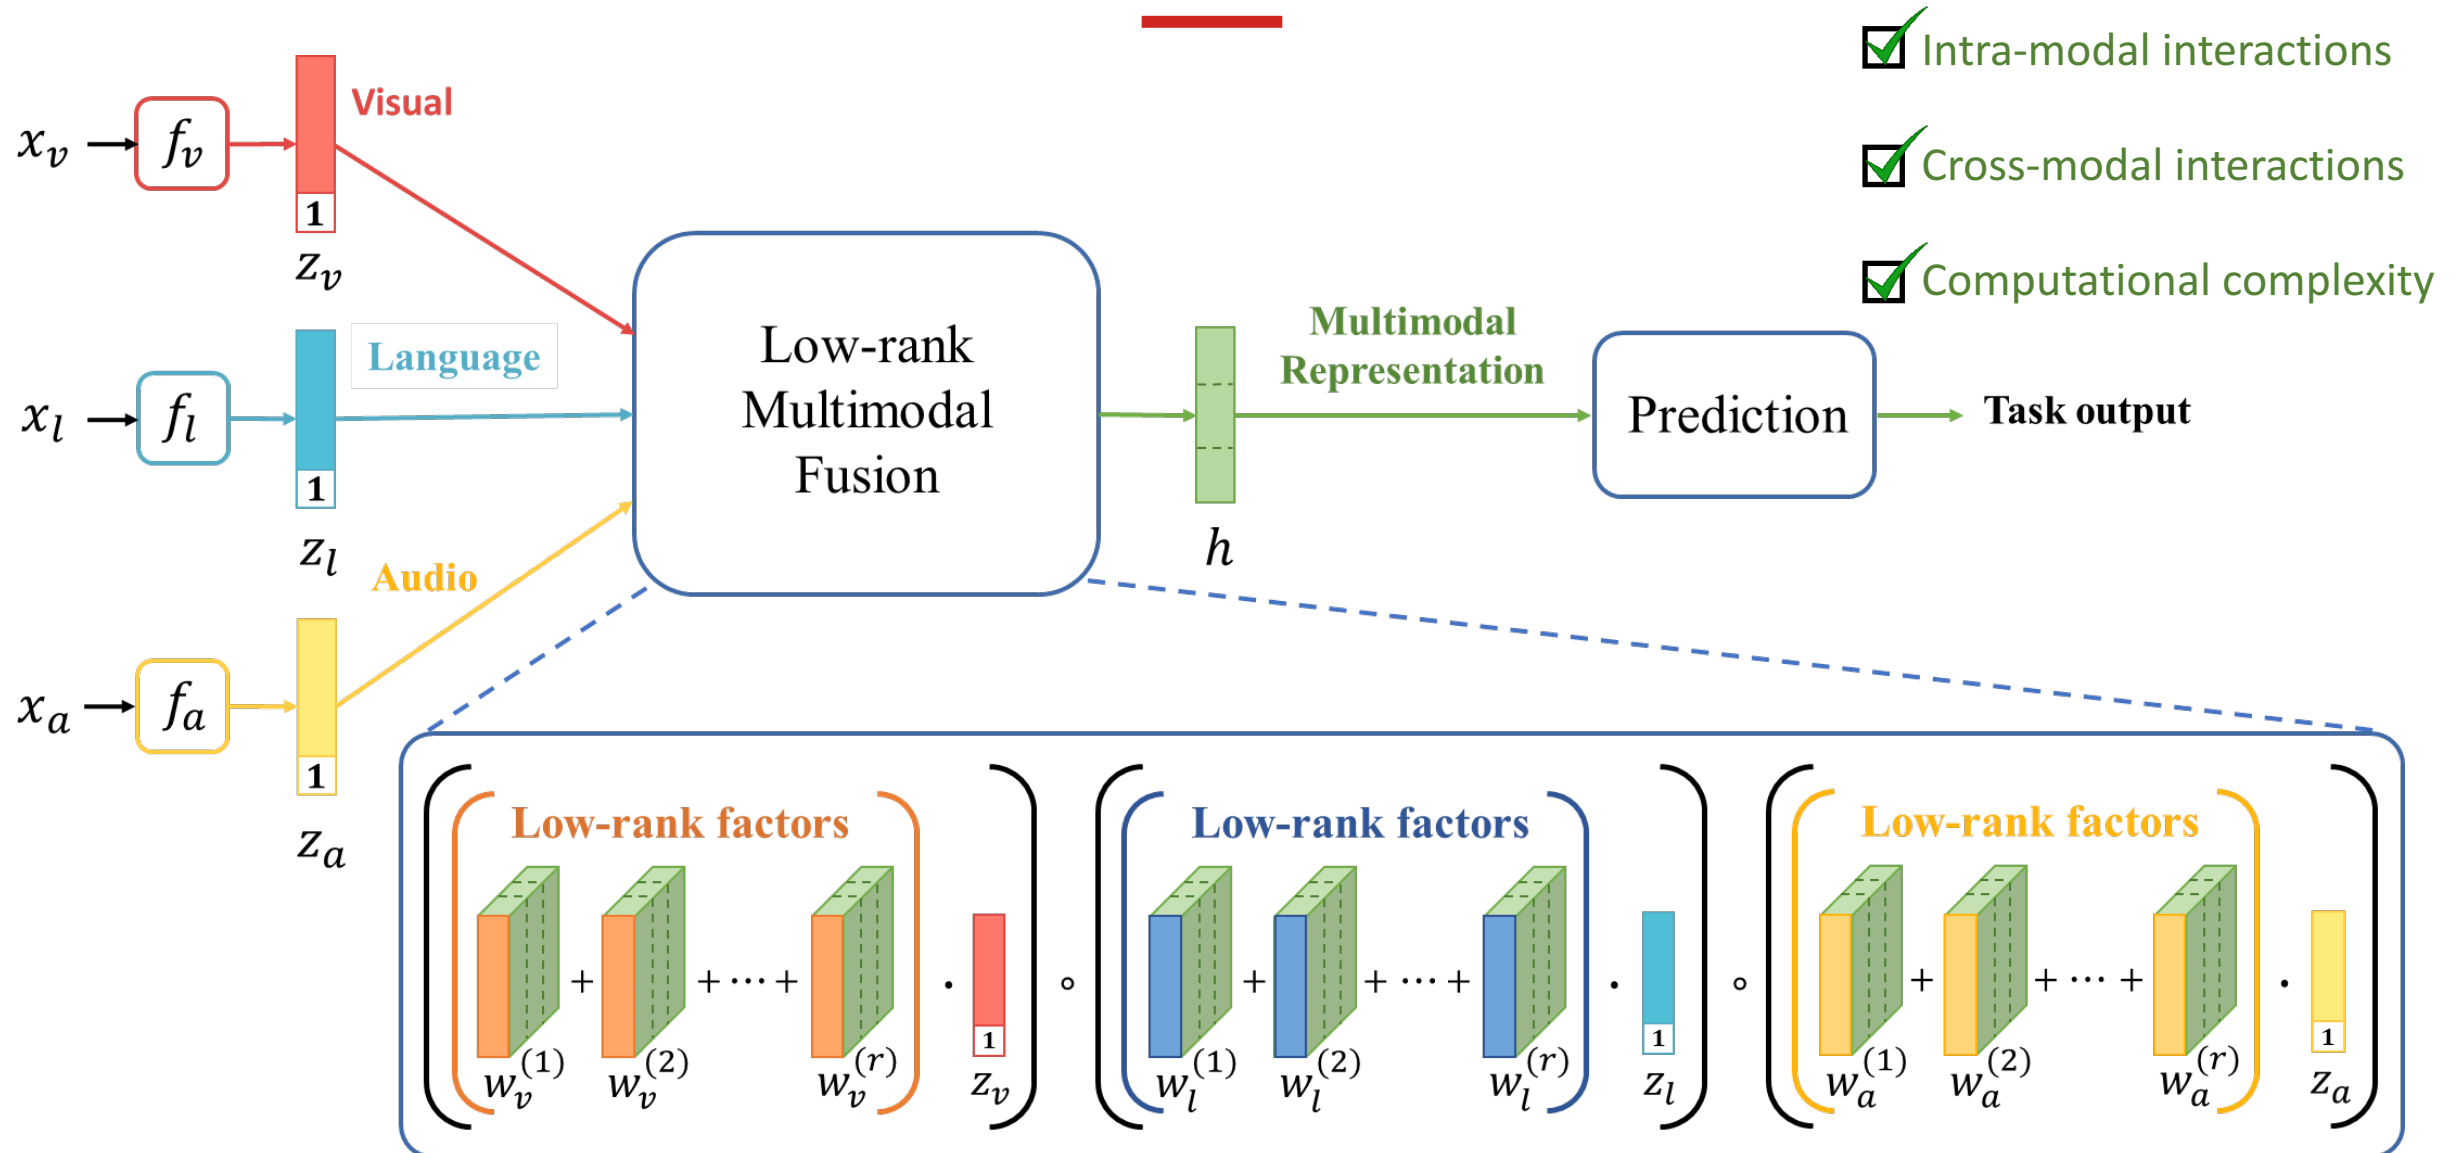 Intra-modal interactions
Cross-modal interactions
Computational complexity
x_v
f_v
Visual
1
z_v
x_l
f_l
Language
1
z_l
x_a
f_a
Audio
1
z_a
Low-rank
Multimodal
Fusion
h
Multimodal
Representation
Prediction
Task output
Low-rank factors
w_v^(1) + w_v^(2) + ⋯ + w_v^(r) · 1 z_v
∘
Low-rank factors
w_l^(1) + w_l^(2) + ⋯ + w_l^(r) · 1 z_l
∘
Low-rank factors
w_a^(1) + w_a^(2) + ⋯ + w_a^(r) · 1 z_a